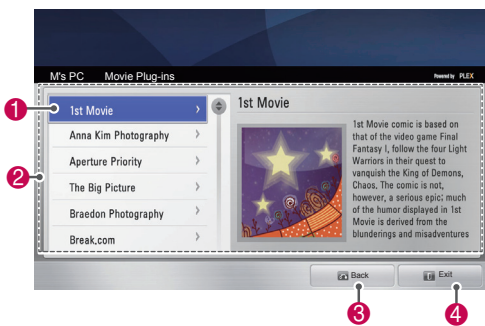 M's PC Movie Plug-ins Powered by PLEX
1
1st Movie
Anna Kim Photography
Aperture Priority
The Big Picture
Braedon Photography
Break.com
2
1st Movie
1st Movie comic is based on
that of the video game Final
Fantasy I, follow the four Light
Warriors in their quest to
vanquish the King of Demons,
Chaos, The comic is not,
however, a serious epic; much
of the humor displayed in 1st
Movie is derived from the
blunderings and misadventures
Back Exit
3 4